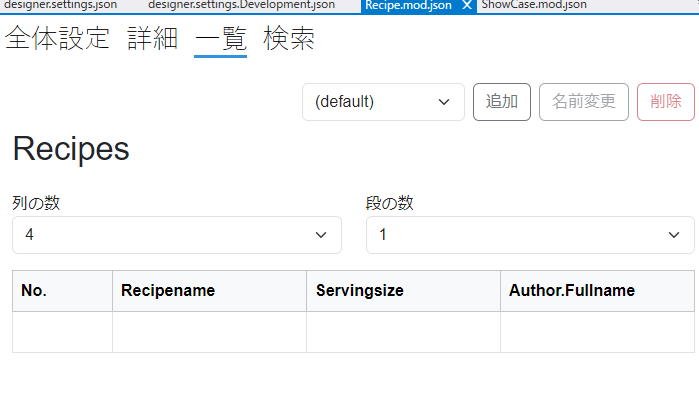 designer.settings.json designer.settings.Development.json Recipe.mod.json ShowCase.mod.json
全体設定 詳細 一覧 検索
(default) 追加 名前変更 削除
Recipes
列の数 段の数
4 1
No. Recipename Servingsize Author.Fullname